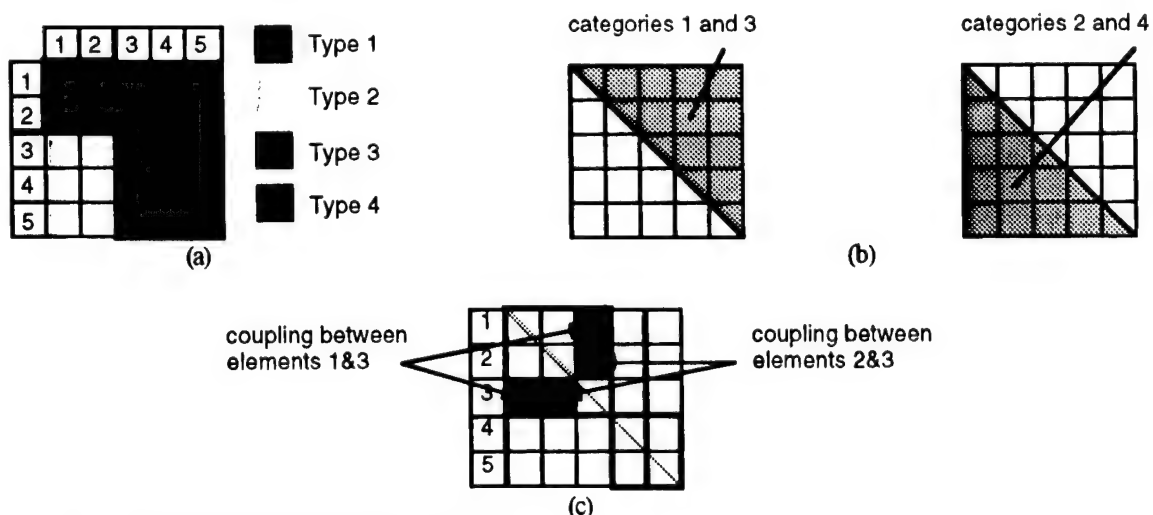 1 2 3 4 5
1
2
3
4
5
Type 1
Type 2
Type 3
Type 4
(a)
categories 1 and 3
categories 2 and 4
(b)
coupling between
elements 1&3
1
2
3
4
5
coupling between
elements 2&3
(c)